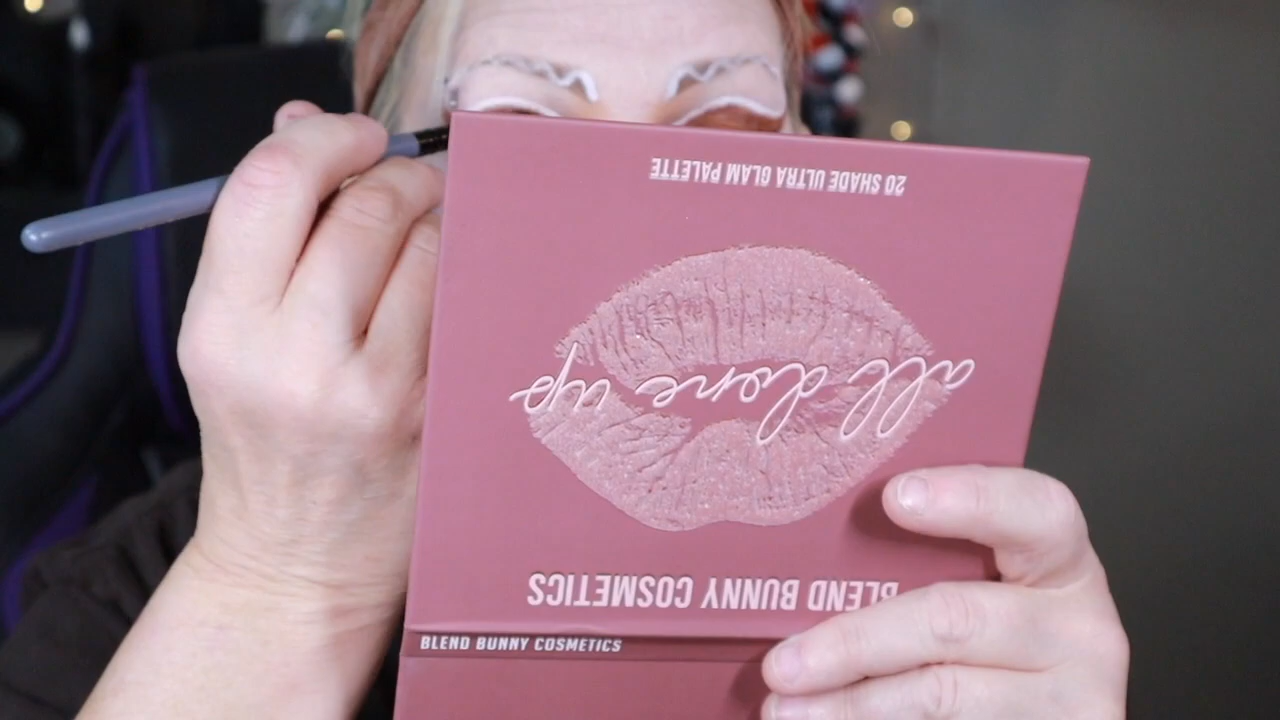 20 SHADE ULTRA GLAM PALETTE
all done up
BLEND BUNNY COSMETICS
BLEND BUNNY COSMETICS